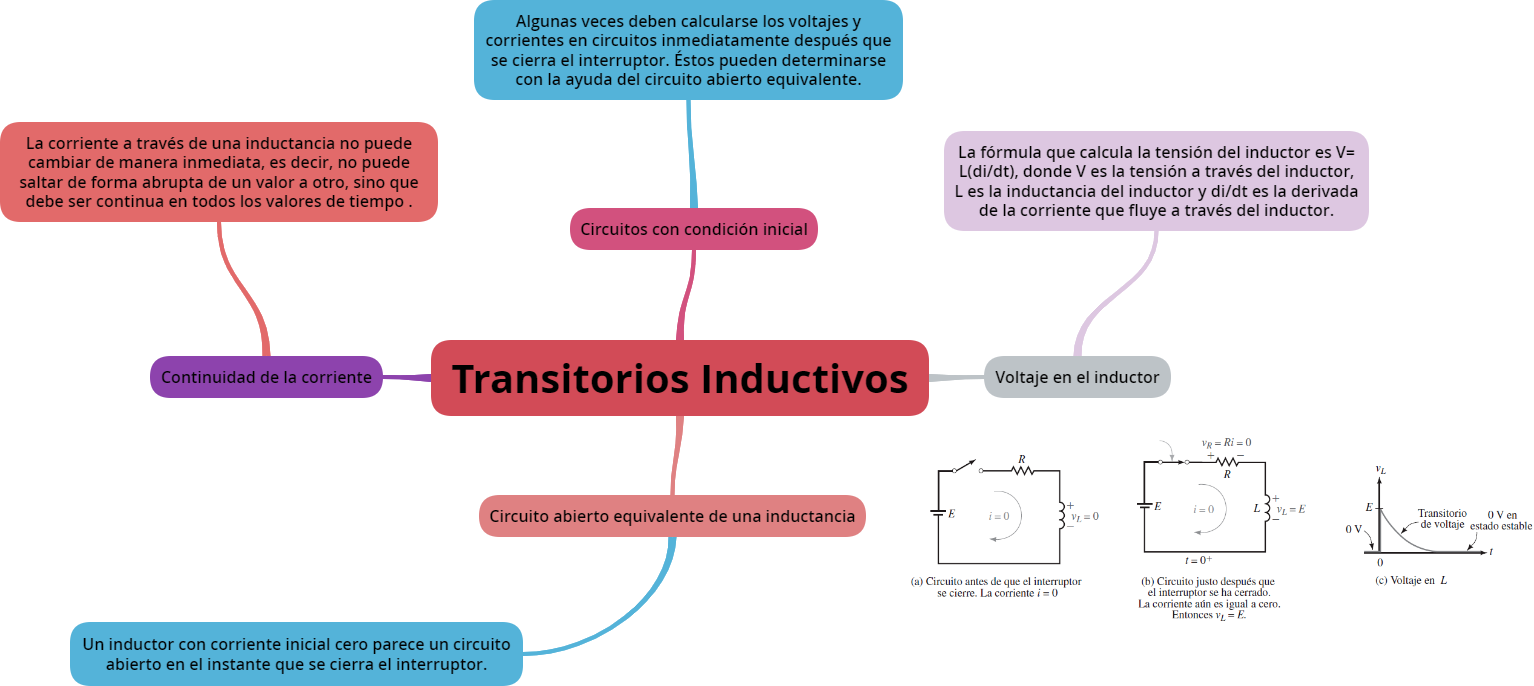 Algunas veces deben calcularse los voltajes y
corrientes en circuitos inmediatamente después que
se cierra el interruptor. Éstos pueden determinarse
con la ayuda del circuito abierto equivalente.
La corriente a través de una inductancia no puede
cambiar de manera inmediata, es decir, no puede
saltar de forma abrupta de un valor a otro, sino que
debe ser continua en todos los valores de tiempo .
La fórmula que calcula la tensión del inductor es V=
L(di/dt), donde V es la tensión a través del inductor,
L es la inductancia del inductor y di/dt es la derivada
de la corriente que fluye a través del inductor.
Circuitos con condición inicial
Continuidad de la corriente
Transitorios Inductivos
Voltaje en el inductor
Circuito abierto equivalente de una inductancia
Un inductor con corriente inicial cero parece un circuito
abierto en el instante que se cierra el interruptor.
R
E
i = 0
+
v_L = 0
−
(a) Circuito antes de que el interruptor
se cierre. La corriente i = 0
v_R = Ri = 0
+ −
R
E
i = 0
L
+
v_L = E
−
t = 0⁺
(b) Circuito justo después que
el interruptor se ha cerrado.
La corriente aún es igual a cero.
Entonces v_L = E.
v_L
E
Transitorio
de voltaje
0 V en
estado estable
0 V
0
t
(c) Voltaje en L